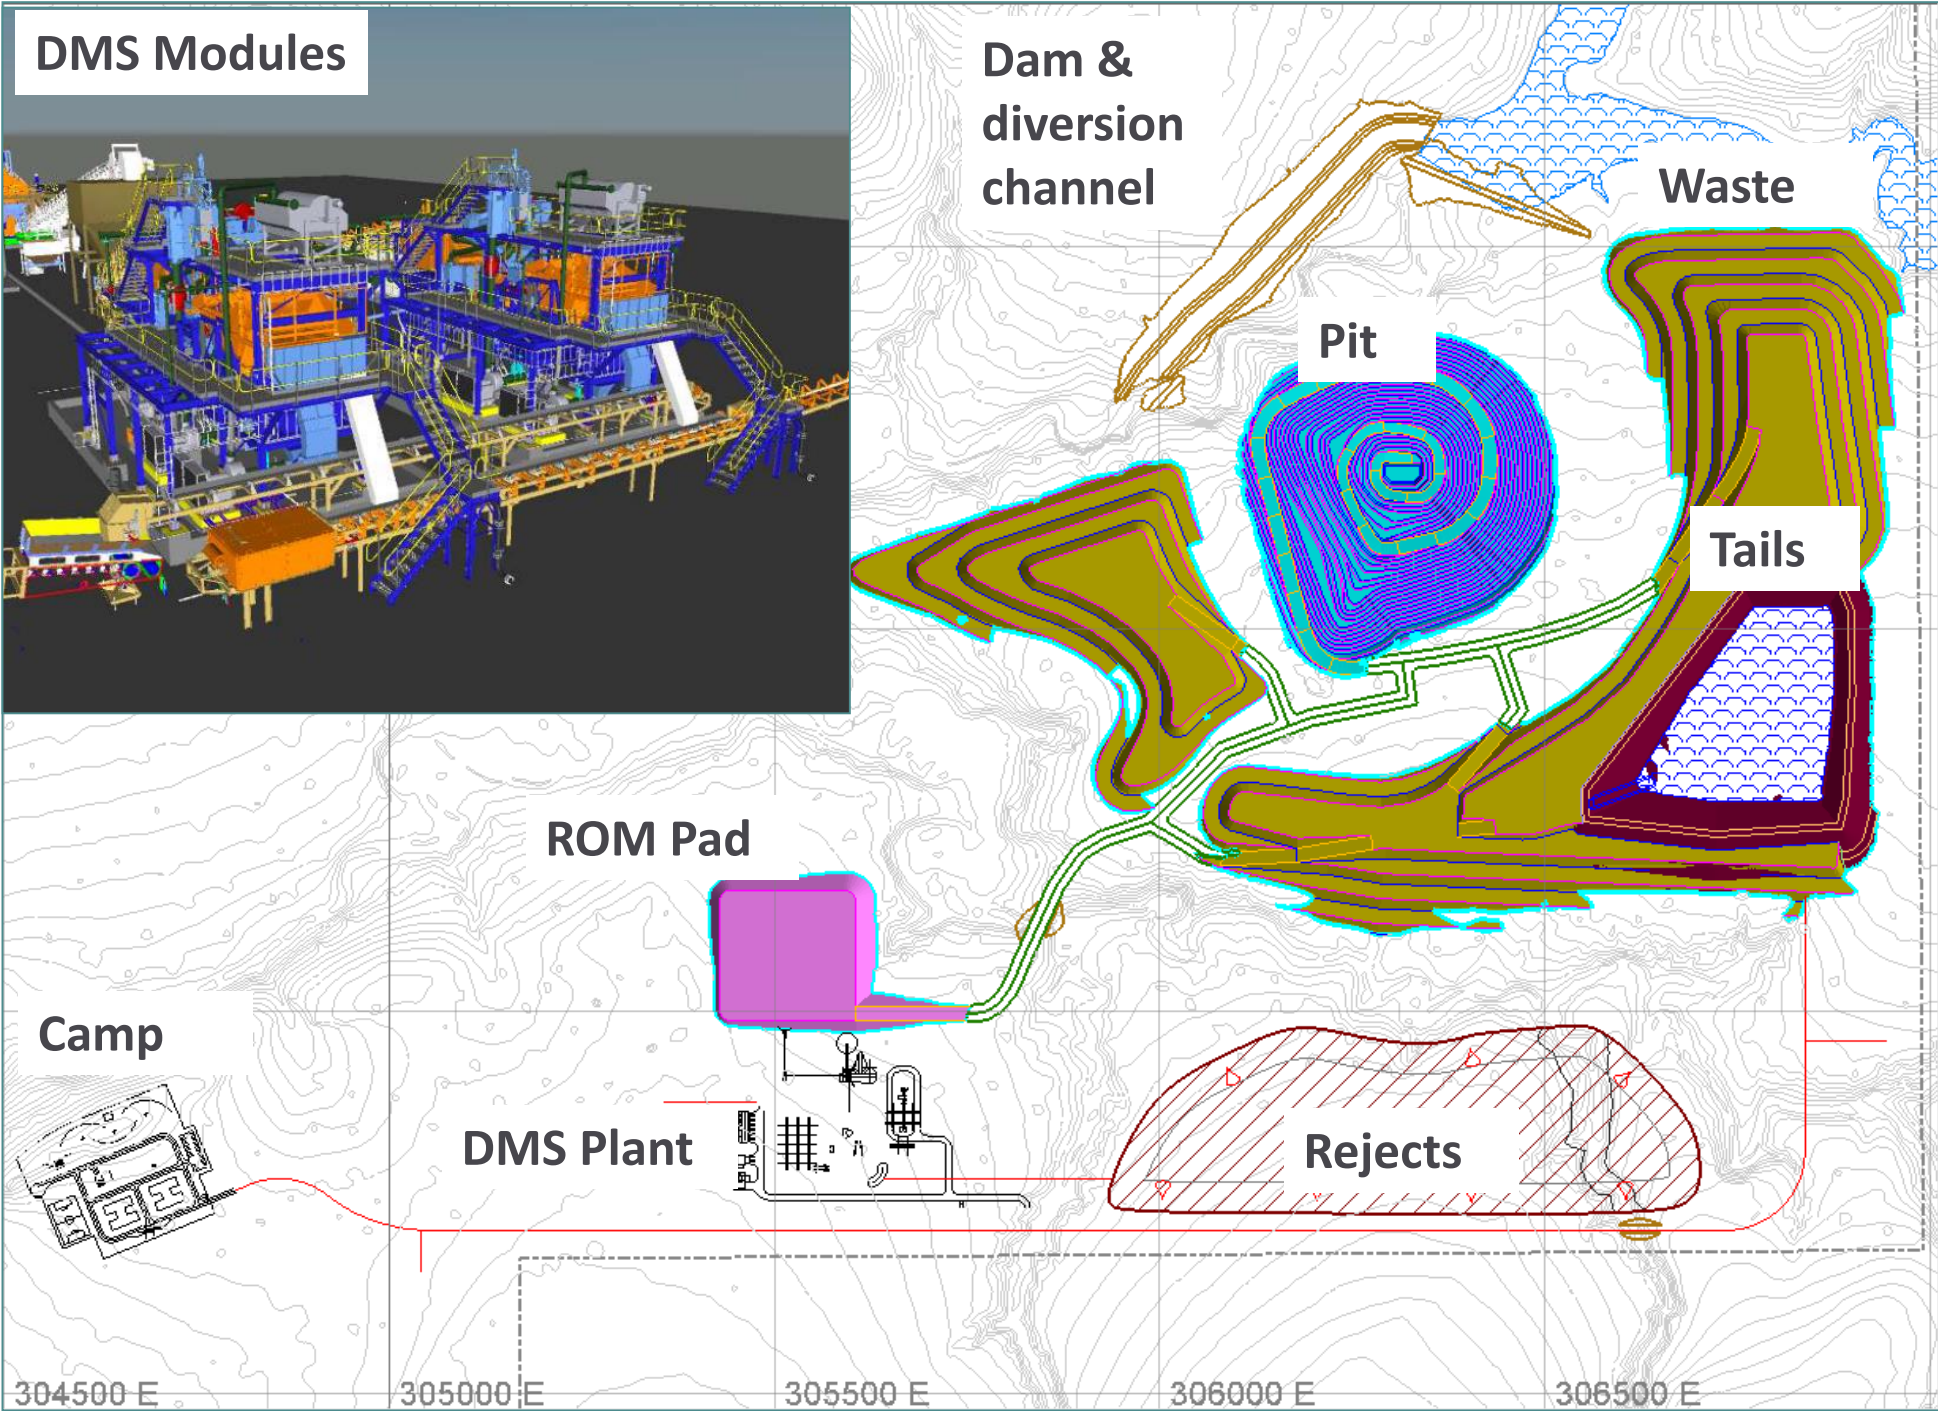 DMS Modules
Dam &
diversion
channel
Waste
Pit
Tails
ROM Pad
Camp
DMS Plant
Rejects
304500 E
305000 E
305500 E
306000 E
306500 E